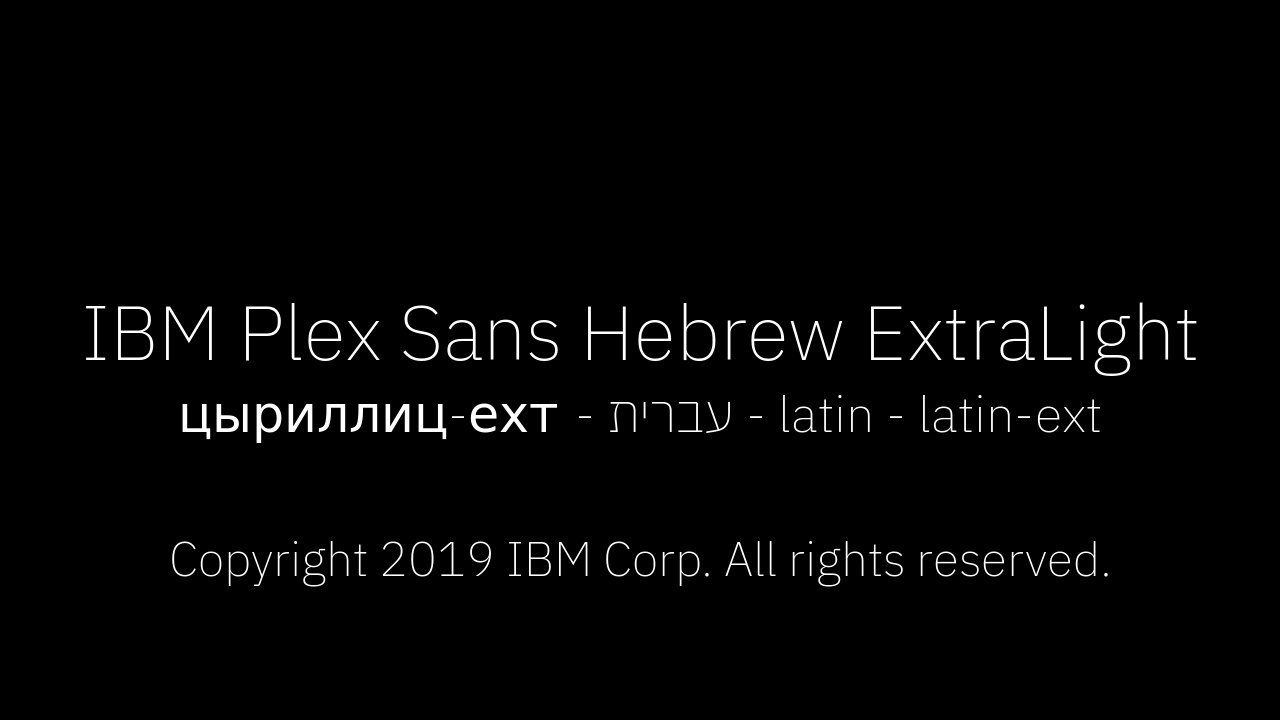 IBM Plex Sans Hebrew ExtraLight
цыриллиц-ехт - עברית - latin - latin-ext
Copyright 2019 IBM Corp. All rights reserved.